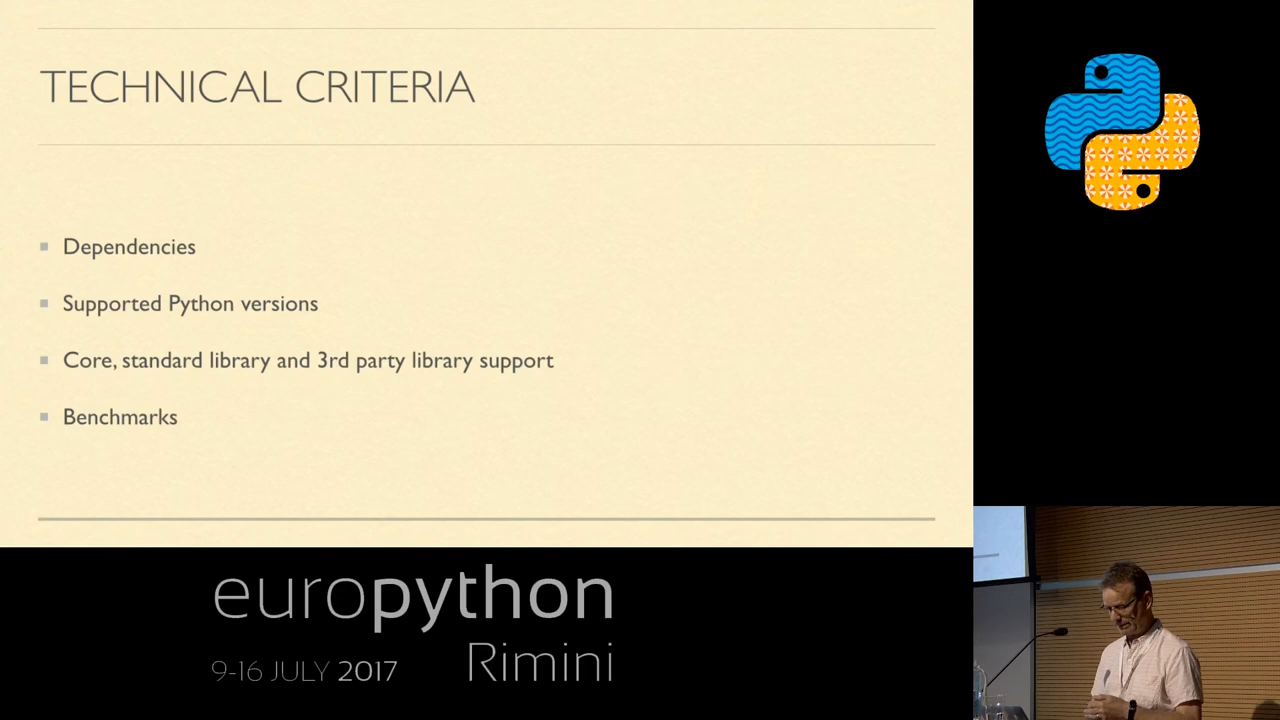 TECHNICAL CRITERIA
Dependencies
Supported Python versions
Core, standard library and 3rd party library support
Benchmarks
europython
9-16 JULY 2017
Rimini